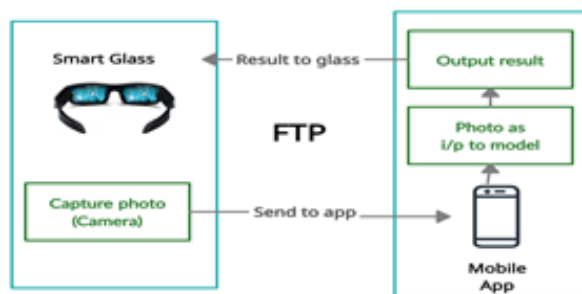 Smart Glass
Result to glass
Output result
FTP
Photo as
i/p to model
Capture photo
(Camera)
Send to app
Mobile
App